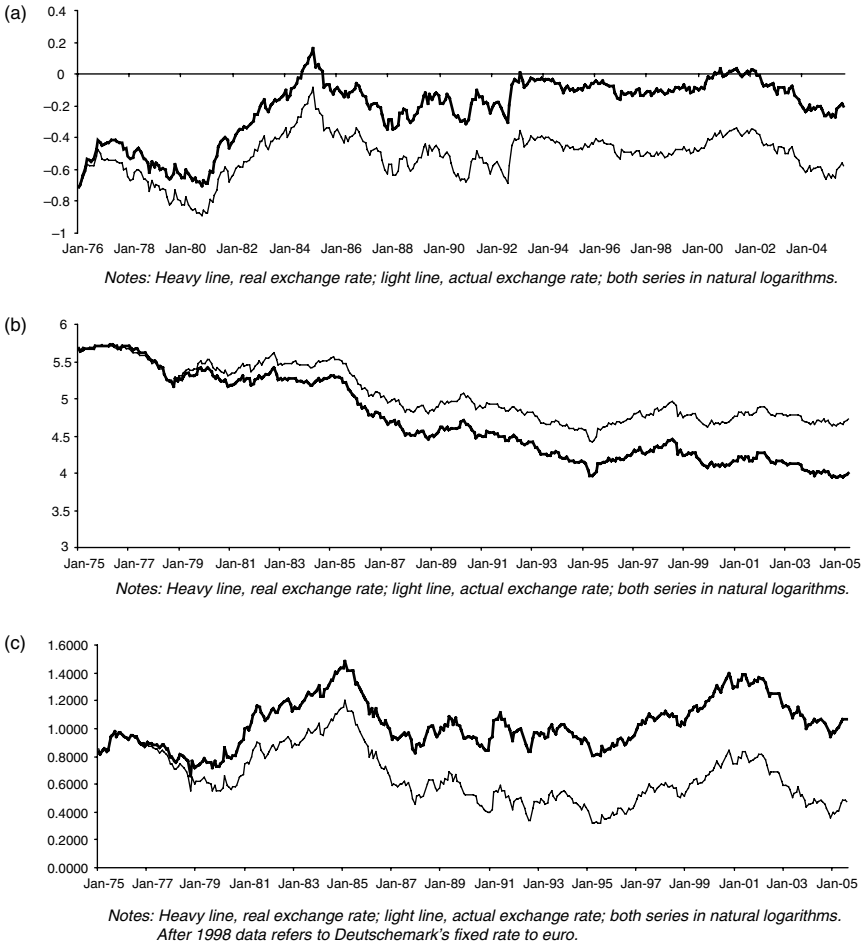 (a)
0.4
0.2
0
−0.2
−0.4
−0.6
−0.8
−1
Jan-76 Jan-78 Jan-80 Jan-82 Jan-84 Jan-86 Jan-88 Jan-90 Jan-92 Jan-94 Jan-96 Jan-98 Jan-00 Jan-02 Jan-04
Notes: Heavy line, real exchange rate; light line, actual exchange rate; both series in natural logarithms.
(b)
6
5.5
5
4.5
4
3.5
3
Jan-75 Jan-77 Jan-79 Jan-81 Jan-83 Jan-85 Jan-87 Jan-89 Jan-91 Jan-93 Jan-95 Jan-97 Jan-99 Jan-01 Jan-03 Jan-05
Notes: Heavy line, real exchange rate; light line, actual exchange rate; both series in natural logarithms.
(c)
1.6000
1.4000
1.2000
1.0000
0.8000
0.6000
0.4000
0.2000
0.0000
Jan-75 Jan-77 Jan-79 Jan-81 Jan-83 Jan-85 Jan-87 Jan-89 Jan-91 Jan-93 Jan-95 Jan-97 Jan-99 Jan-01 Jan-03 Jan-05
Notes: Heavy line, real exchange rate; light line, actual exchange rate; both series in natural logarithms.
After 1998 data refers to Deutschemark's fixed rate to euro.